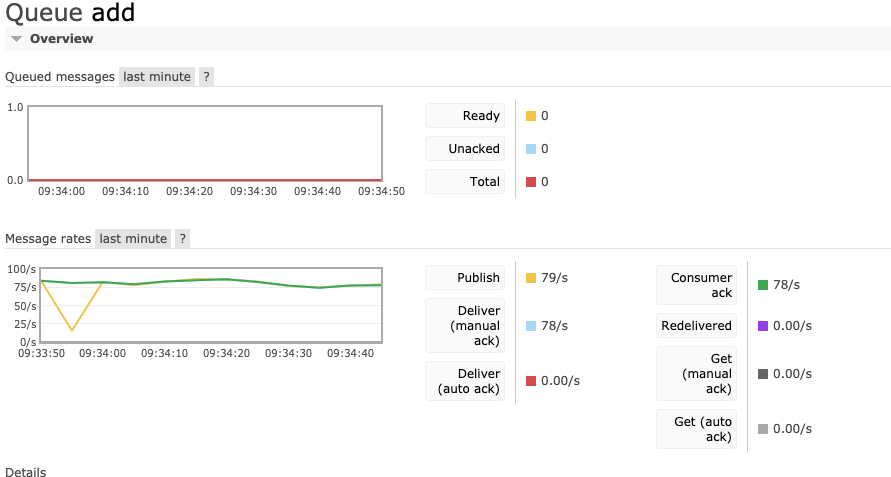 Queue add
Overview
Queued messages last minute ?
1.0
0.0
09:34:00 09:34:10 09:34:20 09:34:30 09:34:40 09:34:50
Ready 0
Unacked 0
Total 0
Message rates last minute ?
100/s
75/s
50/s
25/s
0/s
09:33:50 09:34:00 09:34:10 09:34:20 09:34:30 09:34:40
Publish 79/s
Deliver
(manual
ack)
78/s
Deliver
(auto ack)
0.00/s
Consumer
ack
78/s
Redelivered 0.00/s
Get
(manual
ack)
0.00/s
Get (auto
ack)
0.00/s
Details